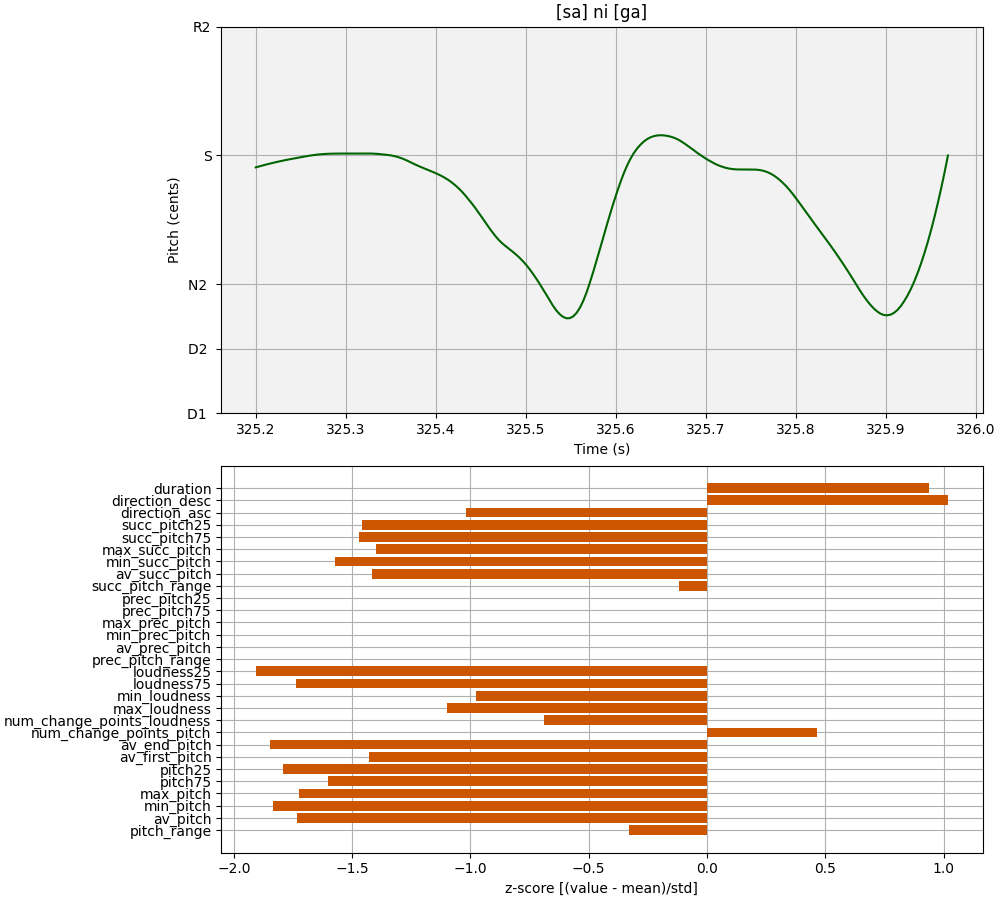 [sa] ni [ga]
R2
S
N2
D2
D1
Pitch (cents)
325.2 325.3 325.4 325.5 325.6 325.7 325.8 325.9 326.0
Time (s)
duration
direction_desc
direction_asc
succ_pitch25
succ_pitch75
max_succ_pitch
min_succ_pitch
av_succ_pitch
succ_pitch_range
prec_pitch25
prec_pitch75
max_prec_pitch
min_prec_pitch
av_prec_pitch
prec_pitch_range
loudness25
loudness75
min_loudness
max_loudness
num_change_points_loudness
num_change_points_pitch
av_end_pitch
av_first_pitch
pitch25
pitch75
max_pitch
min_pitch
av_pitch
pitch_range
−2.0 −1.5 −1.0 −0.5 0.0 0.5 1.0
z-score [(value - mean)/std]